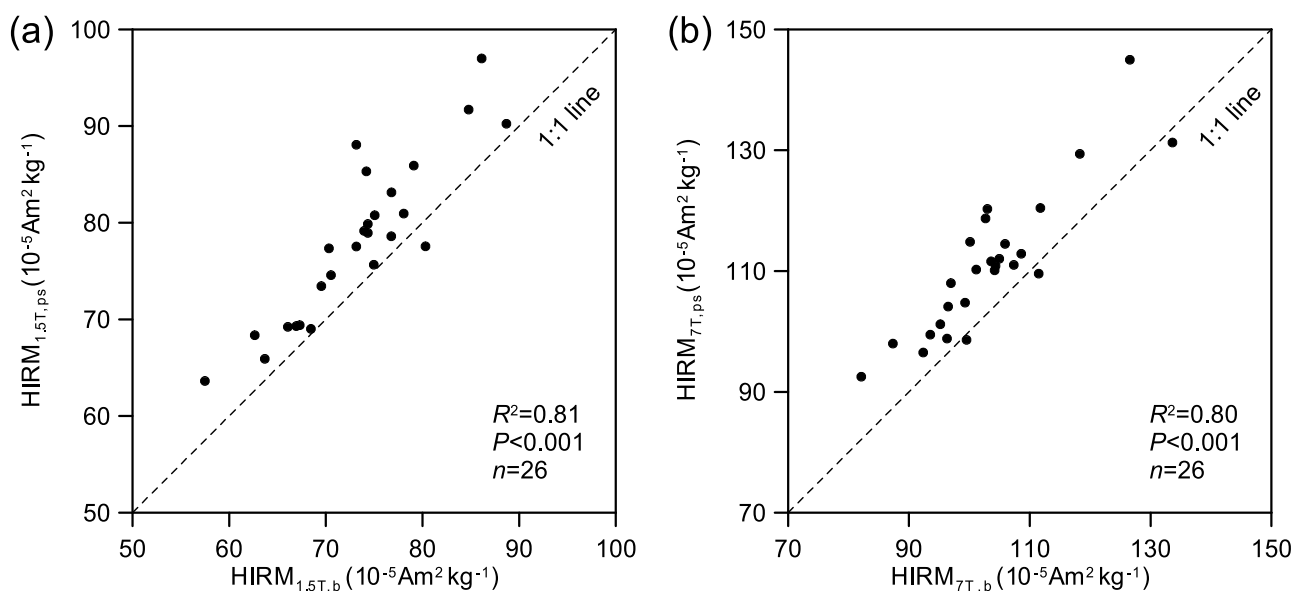 (a)
100
90
80
70
60
50
HIRM1.5T,ps (10-5Am2 kg-1)
1:1 line
R2=0.81
P<0.001
n=26
50 60 70 80 90 100
HIRM1.5T,b (10-5Am2 kg-1)
(b)
150
130
110
90
70
HIRM7T,ps (10-5Am2 kg-1)
1:1 line
R2=0.80
P<0.001
n=26
70 90 110 130 150
HIRM7T,b (10-5Am2 kg-1)